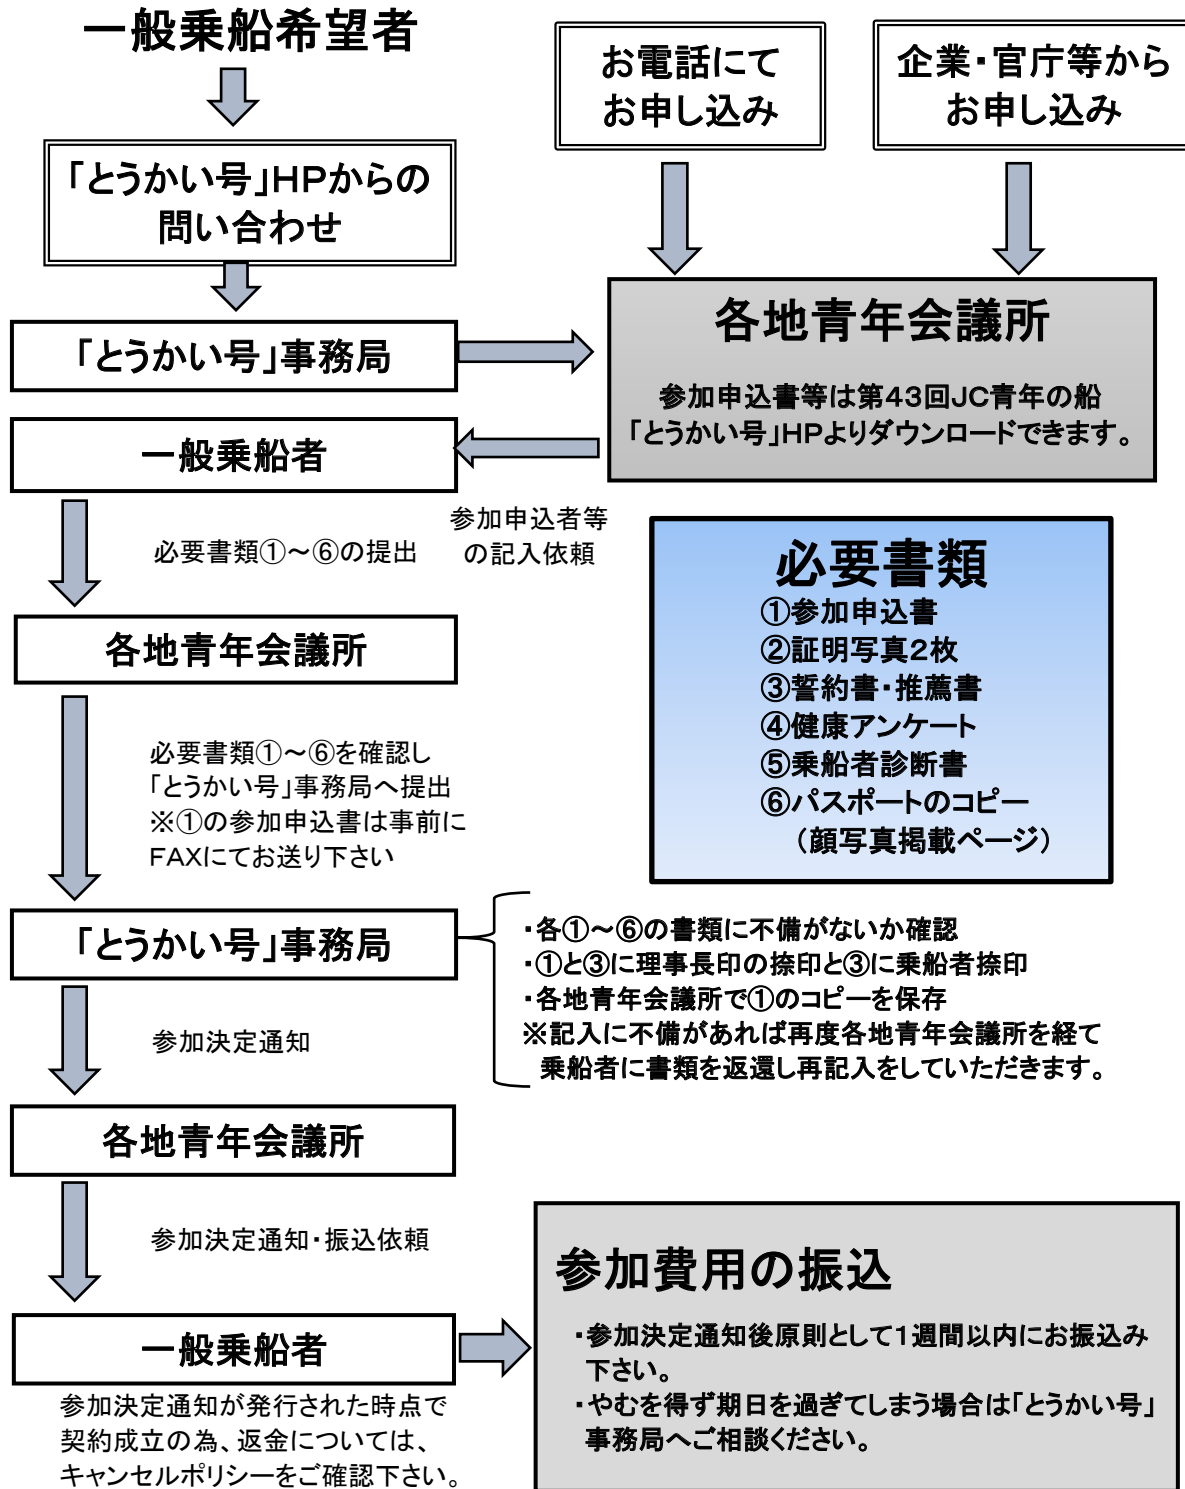 一般乗船希望者
お電話にて
お申し込み
企業・官庁等から
お申し込み
「とうかい号」HPからの
問い合わせ
「とうかい号」事務局
各地青年会議所
参加申込書等は第43回JC青年の船
「とうかい号」HPよりダウンロードできます。
一般乗船者
参加申込者等
の記入依頼
必要書類①～⑥の提出
必要書類
①参加申込書
②証明写真2枚
③誓約書・推薦書
④健康アンケート
⑤乗船者診断書
⑥パスポートのコピー
（顔写真掲載ページ）
各地青年会議所
必要書類①～⑥を確認し
「とうかい号」事務局へ提出
※①の参加申込書は事前に
FAXにてお送り下さい
「とうかい号」事務局
・各①～⑥の書類に不備がないか確認
・①と③に理事長印の捺印と③に乗船者捺印
・各地青年会議所で①のコピーを保存
※記入に不備があれば再度各地青年会議所を経て
乗船者に書類を返還し再記入をしていただきます。
参加決定通知
各地青年会議所
参加決定通知・振込依頼
一般乗船者
参加決定通知が発行された時点で
契約成立の為、返金については、
キャンセルポリシーをご確認下さい。
参加費用の振込
・参加決定通知後原則として1週間以内にお振込み
下さい。
・やむを得ず期日を過ぎてしまう場合は「とうかい号」
事務局へご相談ください。